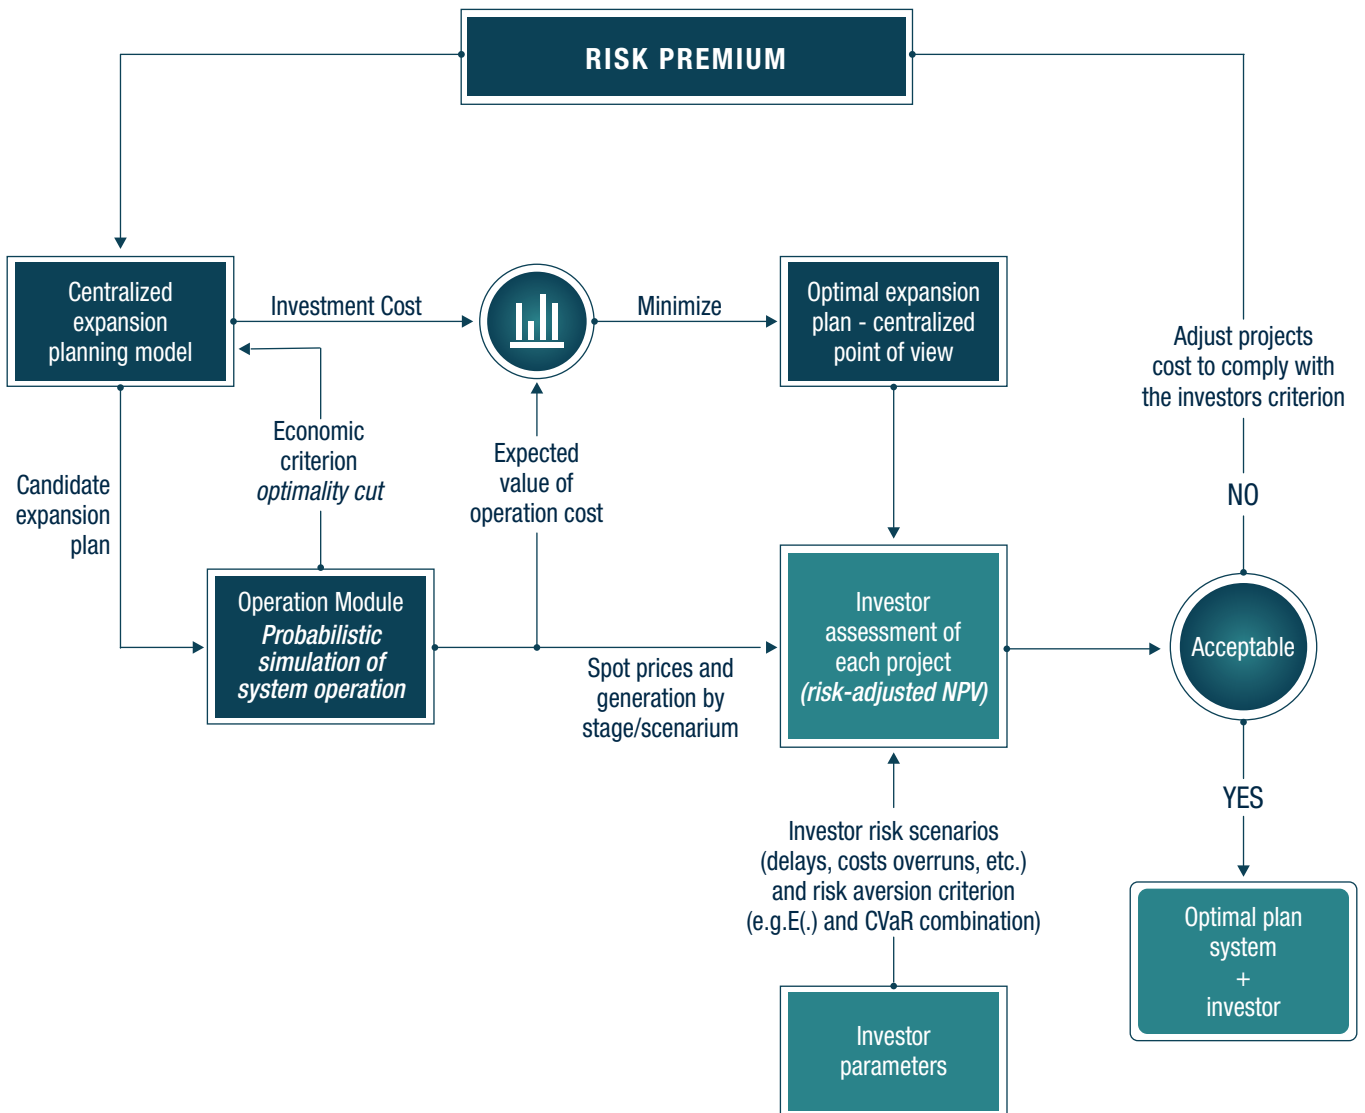 RISK PREMIUM
Centralized
expansion
planning model
Investment Cost
Minimize
Optimal expansion
plan - centralized
point of view
Adjust projects
cost to comply with
the investors criterion
Economic
criterion
optimality cut
Expected
value of
operation cost
Candidate
expansion
plan
NO
Operation Module
Probabilistic
simulation of
system operation
Spot prices and
generation by
stage/scenarium
Investor
assessment of
each project
(risk-adjusted NPV)
Acceptable
YES
Investor risk scenarios
(delays, costs overruns, etc.)
and risk aversion criterion
(e.g.E(.) and CVaR combination)
Optimal plan
system
+
investor
Investor
parameters